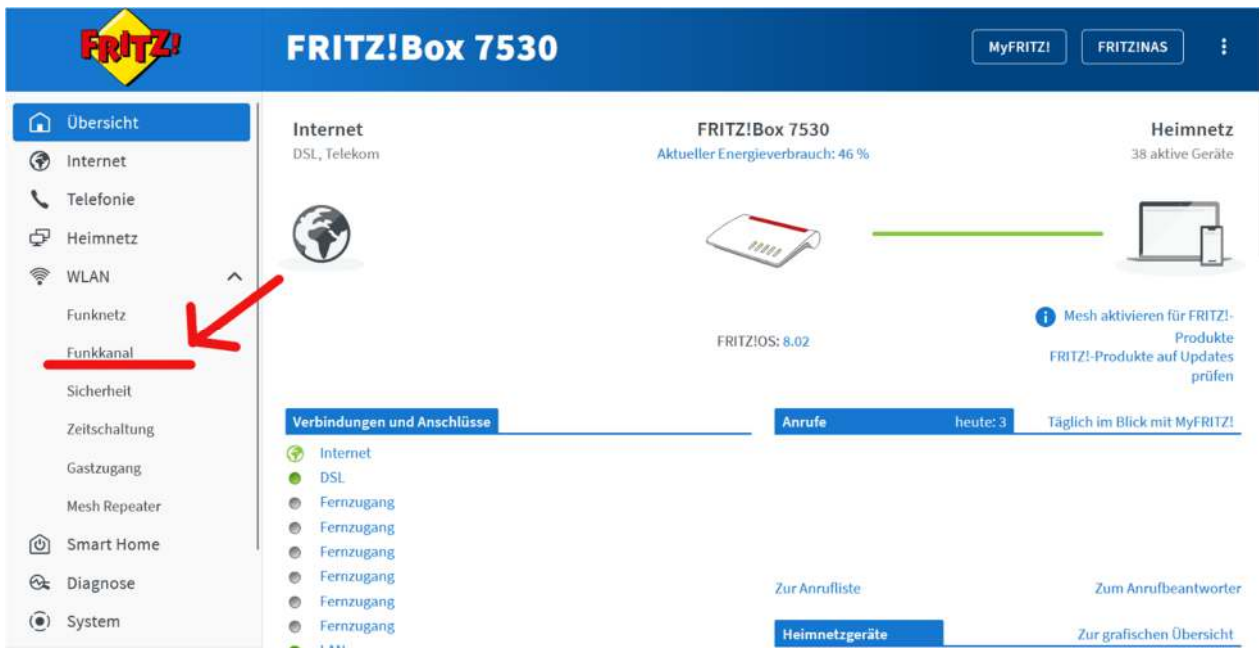 FRITZ!
FRITZ!Box 7530
MyFRITZ!
FRITZ!NAS
Übersicht
Internet
Telefonie
Heimnetz
WLAN
Funknetz
Funkkanal
Sicherheit
Zeitschaltung
Gastzugang
Mesh Repeater
Smart Home
Diagnose
System
Internet
DSL, Telekom
FRITZ!Box 7530
Aktueller Energieverbrauch: 46 %
Heimnetz
38 aktive Geräte
FRITZ!OS: 8.02
Mesh aktivieren für FRITZ!-
Produkte
FRITZ!-Produkte auf Updates
prüfen
Verbindungen und Anschlüsse
Internet
DSL
Fernzugang
Fernzugang
Fernzugang
Fernzugang
Fernzugang
Fernzugang
LAN
Anrufe heute: 3 Täglich im Blick mit MyFRITZ!
Zur Anrufliste Zum Anrufbeantworter
Heimnetzgeräte Zur grafischen Übersicht